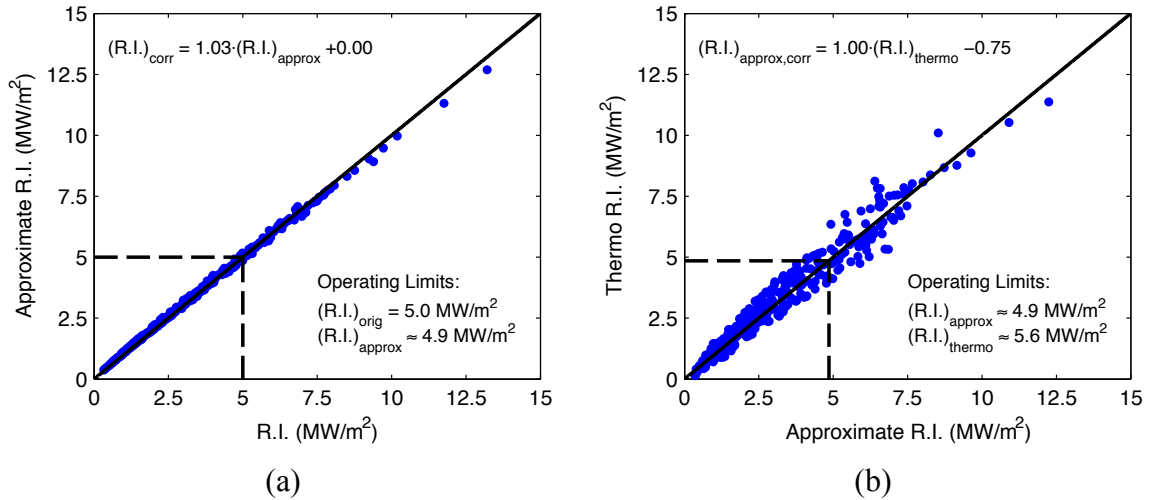 (R.I.)corr = 1.03·(R.I.)approx +0.00
Approximate R.I. (MW/m²)
15
12.5
10
7.5
5
2.5
0
Operating Limits:
(R.I.)orig = 5.0 MW/m²
(R.I.)approx ≈ 4.9 MW/m²
0 2.5 5 7.5 10 12.5 15
R.I. (MW/m²)
(a)
(R.I.)approx,corr = 1.00·(R.I.)thermo −0.75
Thermo R.I. (MW/m²)
15
12.5
10
7.5
5
2.5
0
Operating Limits:
(R.I.)approx ≈ 4.9 MW/m²
(R.I.)thermo ≈ 5.6 MW/m²
0 2.5 5 7.5 10 12.5 15
Approximate R.I. (MW/m²)
(b)